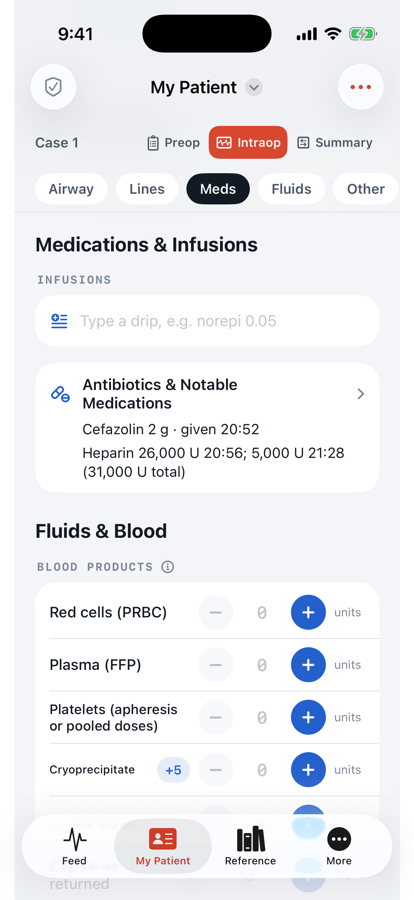 9:41
My Patient
Case 1
Preop
Intraop
Summary
Airway
Lines
Meds
Fluids
Other
Medications & Infusions
INFUSIONS
Type a drip, e.g. norepi 0.05
Antibiotics & Notable
Medications
Cefazolin 2 g · given 20:52
Heparin 26,000 U 20:56; 5,000 U 21:28
(31,000 U total)
Fluids & Blood
BLOOD PRODUCTS
Red cells (PRBC) − 0 + units
Plasma (FFP) − 0 + units
Platelets (apheresis
or pooled doses) − 0 + units
Cryoprecipitate +5 − 0 + units
Feed
My Patient
Reference
More
returned